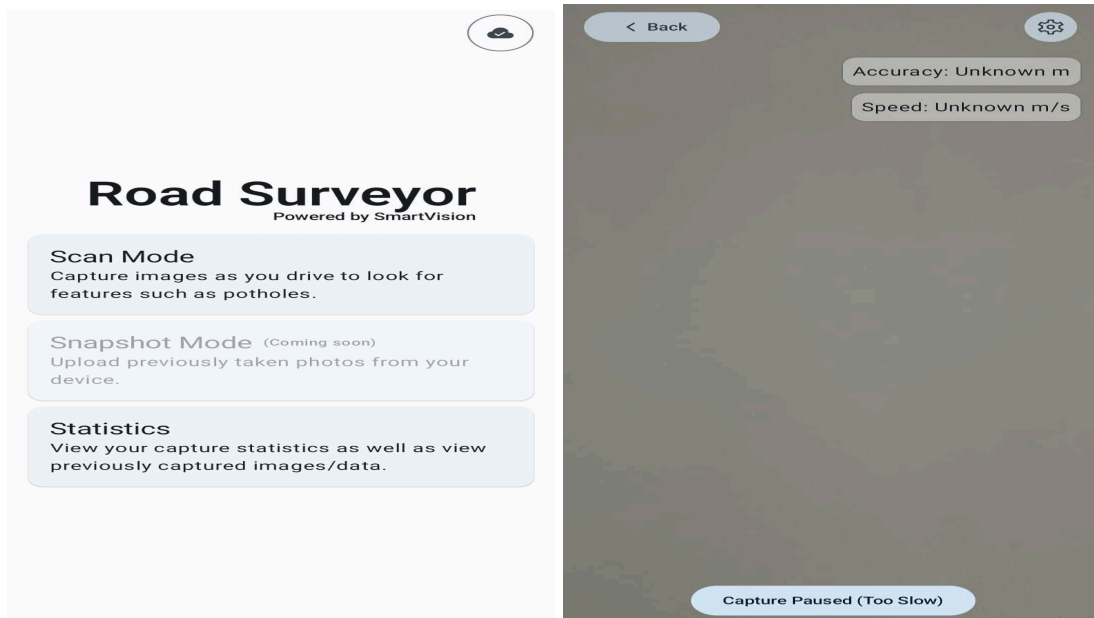 Road Surveyor
Powered by SmartVision
Scan Mode
Capture images as you drive to look for
features such as potholes.
Snapshot Mode (Coming soon)
Upload previously taken photos from your
device.
Statistics
View your capture statistics as well as view
previously captured images/data.
Back
Accuracy: Unknown m
Speed: Unknown m/s
Capture Paused (Too Slow)